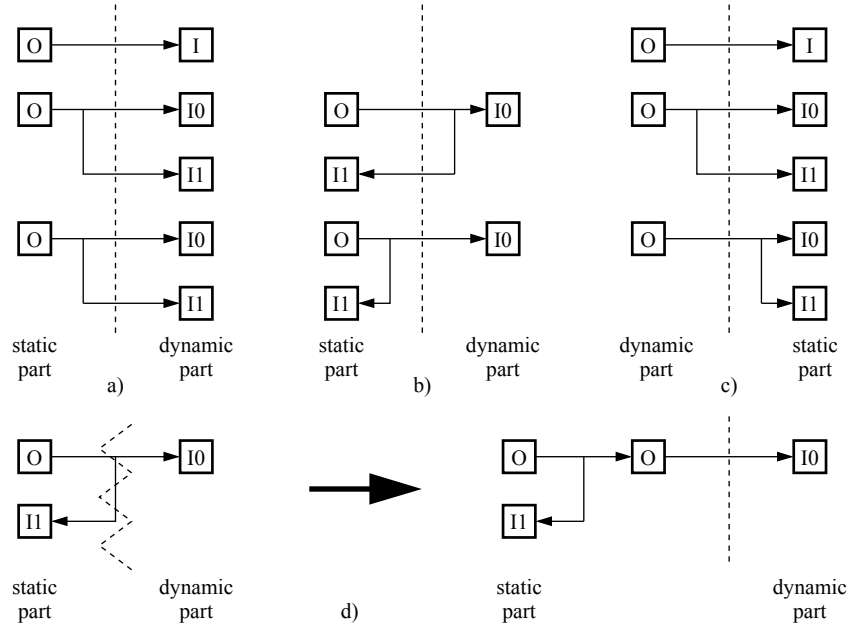 O I O I
O I0 O I0 O I0
I1 I1 I1
O I0 O I0 O I0
I1 I1 I1
static part dynamic part static part dynamic part dynamic part static part
a) b) c)
O I0 O O I0
I1 I1
static part dynamic part static part dynamic part
d)